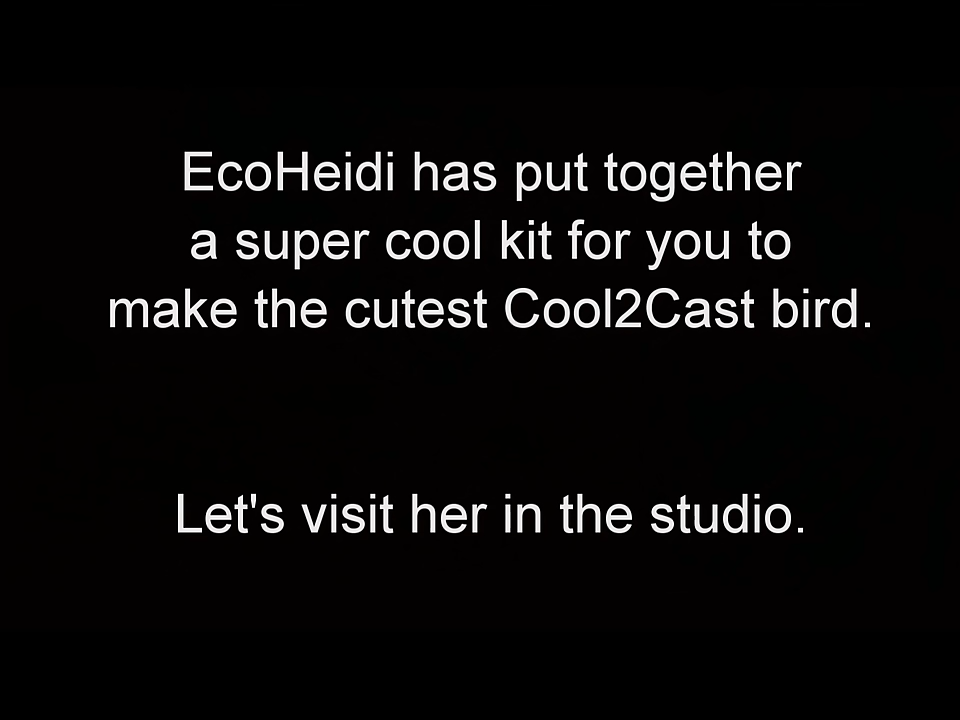 EcoHeidi has put together
a super cool kit for you to
make the cutest Cool2Cast bird.
Let's visit her in the studio.